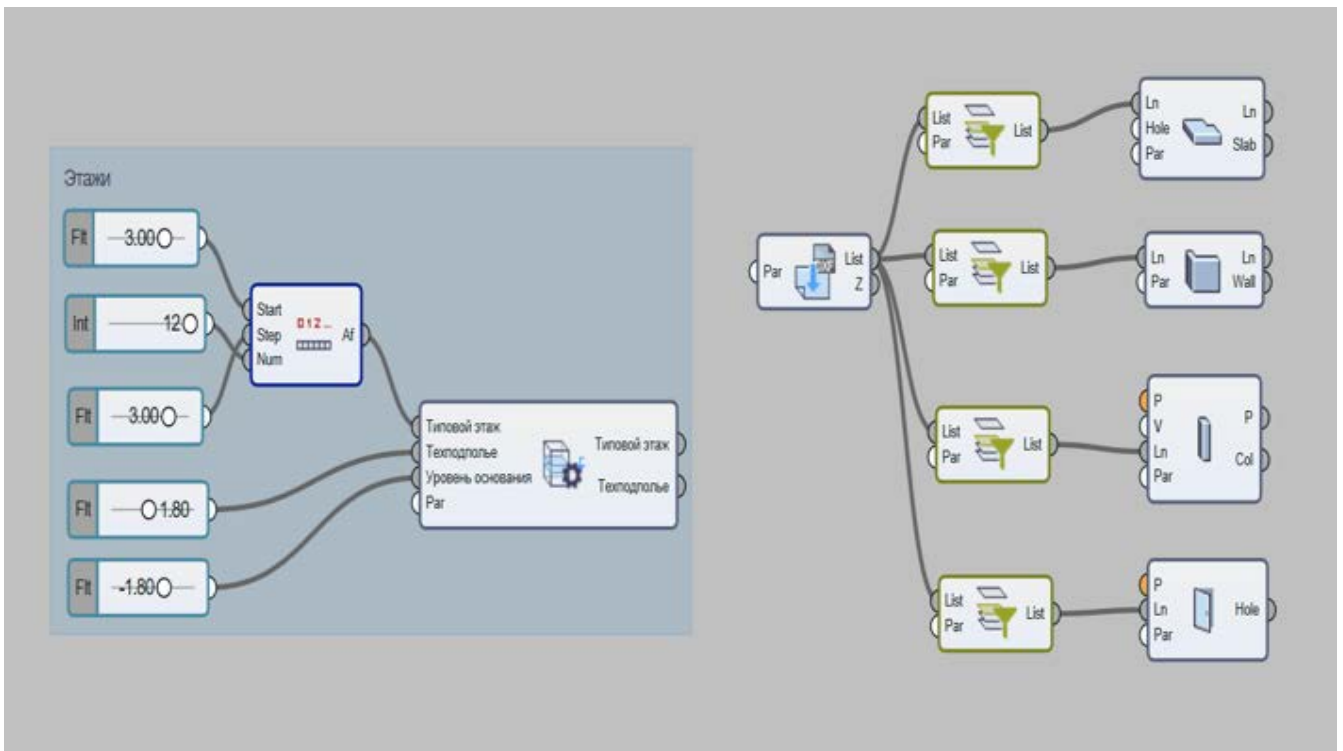 Этажи
Flt 3.00
Int 12
Flt 3.00
Flt 1.80
Flt -1.80
Start
Step
Num
Af
Типовой этаж
Техподполье
Уровень основания
Par
Типовой этаж
Техподполье
Par
List
Z
List
Par
List
Ln
Hole
Par
Ln
Slab
List
Par
List
Ln
Par
Ln
Wall
List
Par
List
P
V
Ln
Par
P
Col
List
Par
List
P
Ln
Par
Hole